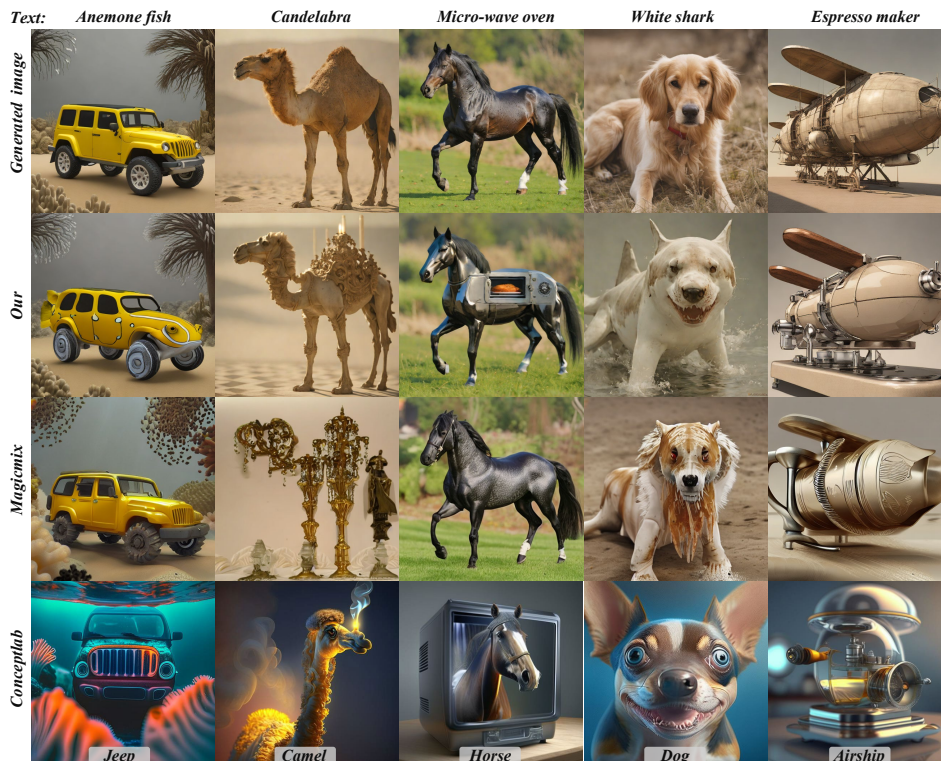 Text: Anemone fish Candelabra Micro-wave oven White shark Espresso maker
Generated image
Our
Magicmix
Conceptlab
Jeep Camel Horse Dog Airship